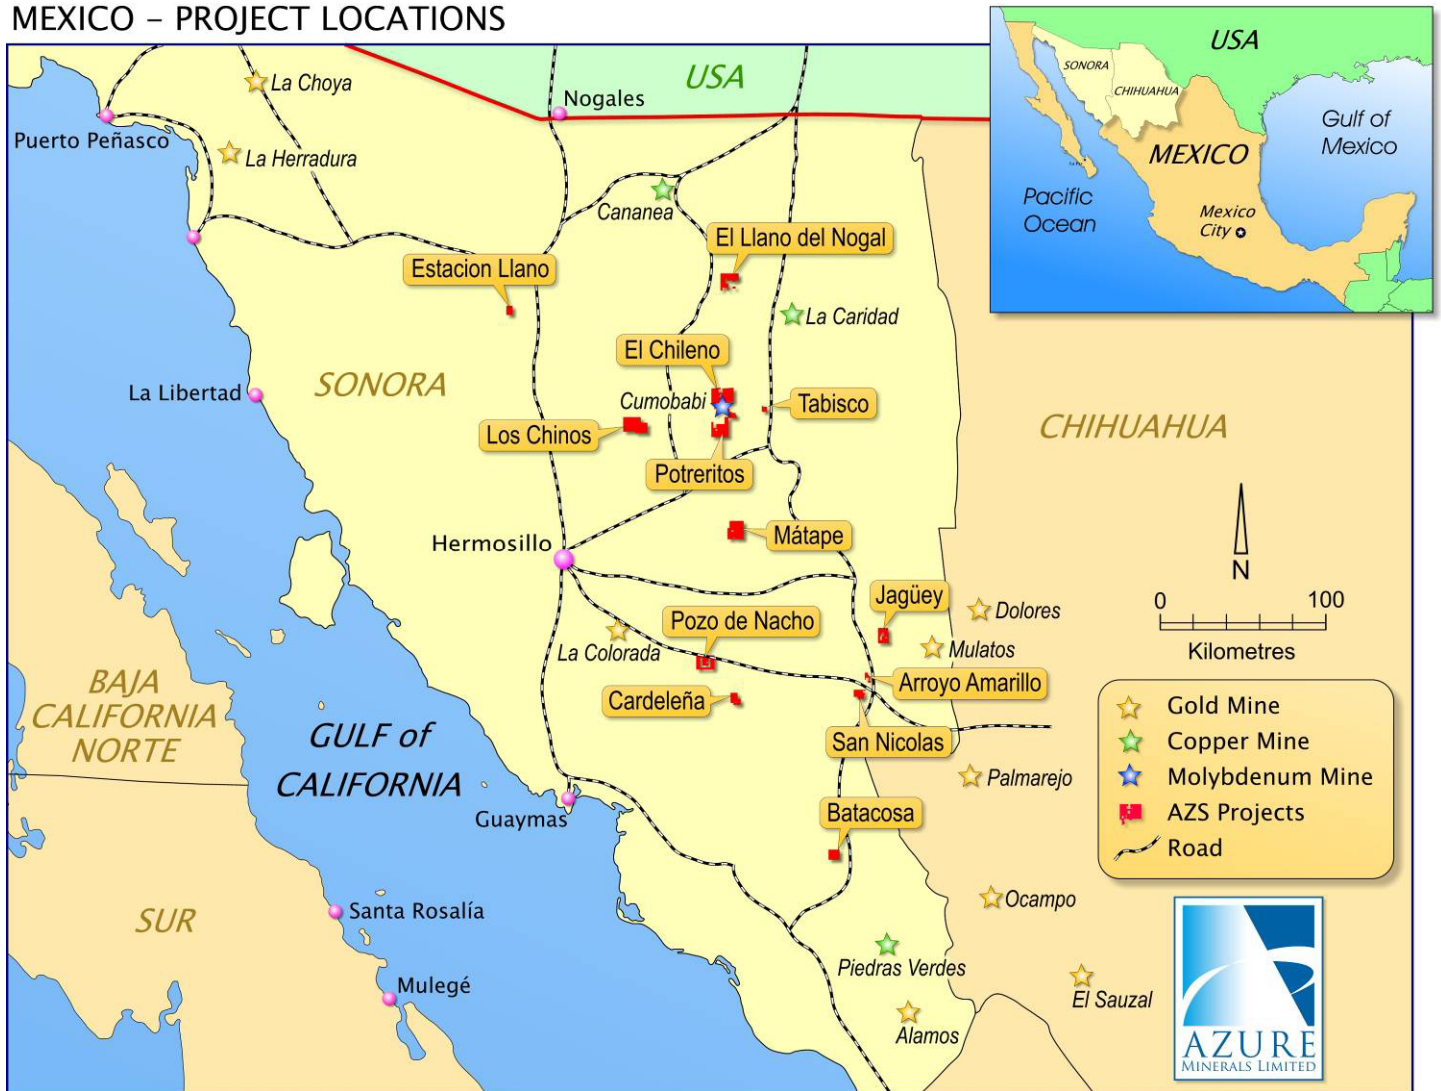 MEXICO – PROJECT LOCATIONS
USA
SONORA
CHIHUAHUA
MEXICO
Gulf of
Mexico
Pacific
Ocean
Mexico
City
USA
Nogales
La Choya
Puerto Peñasco
La Herradura
Cananea
El Llano del Nogal
Estacion Llano
La Caridad
El Chileno
SONORA
La Libertad
Cumobabi
Tabisco
Los Chinos
CHIHUAHUA
Potreritos
Hermosillo
Mátape
N
0 100
Kilometres
Jagüey
Dolores
Pozo de Nacho
La Colorada
Mulatos
Arroyo Amarillo
Cardeleña
San Nicolas
BAJA
CALIFORNIA
NORTE
GULF of
CALIFORNIA
Palmarejo
Guaymas
Batacosa
Gold Mine
Copper Mine
Molybdenum Mine
AZS Projects
Road
SUR
Santa Rosalía
Ocampo
Mulegé
Piedras Verdes
El Sauzal
Alamos
AZURE
MINERALS LIMITED